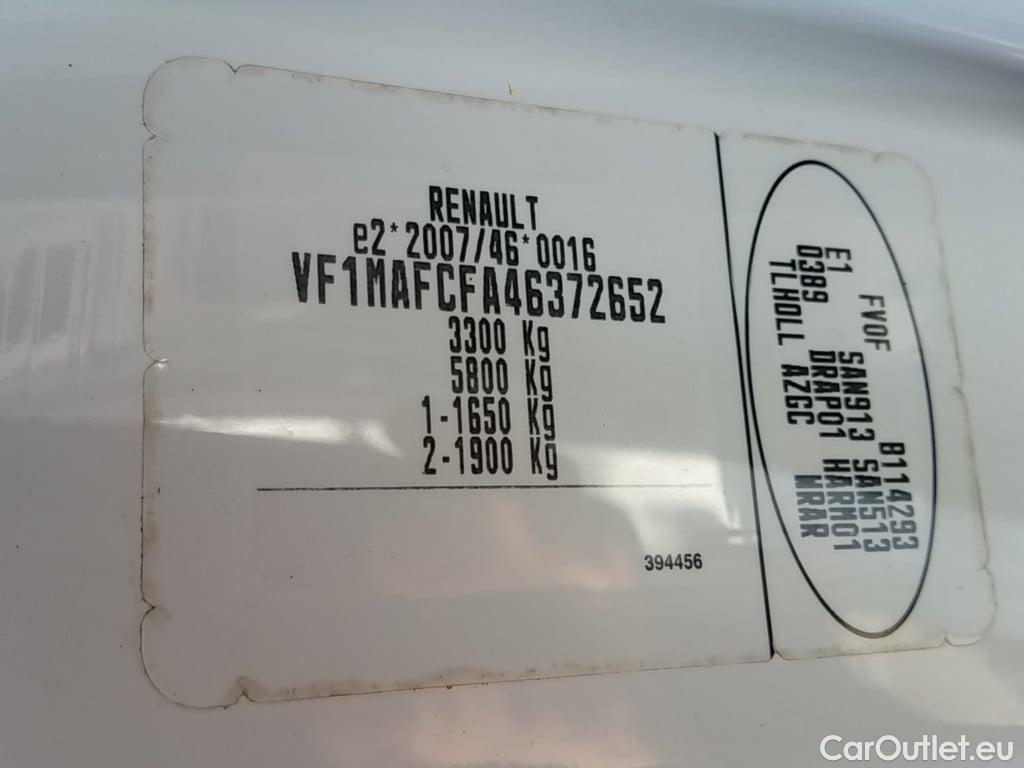 RENAULT
e2*2007/46*0016
VF1MAFCFA46372652
3300 Kg
5800 Kg
1-1650 Kg
2-1900 Kg
394456
FV0F B114293
E1 SAN913 SAN513
0389 DRAP01 HARM01
TLHOLL AZGC WRAR
CarOutlet.eu